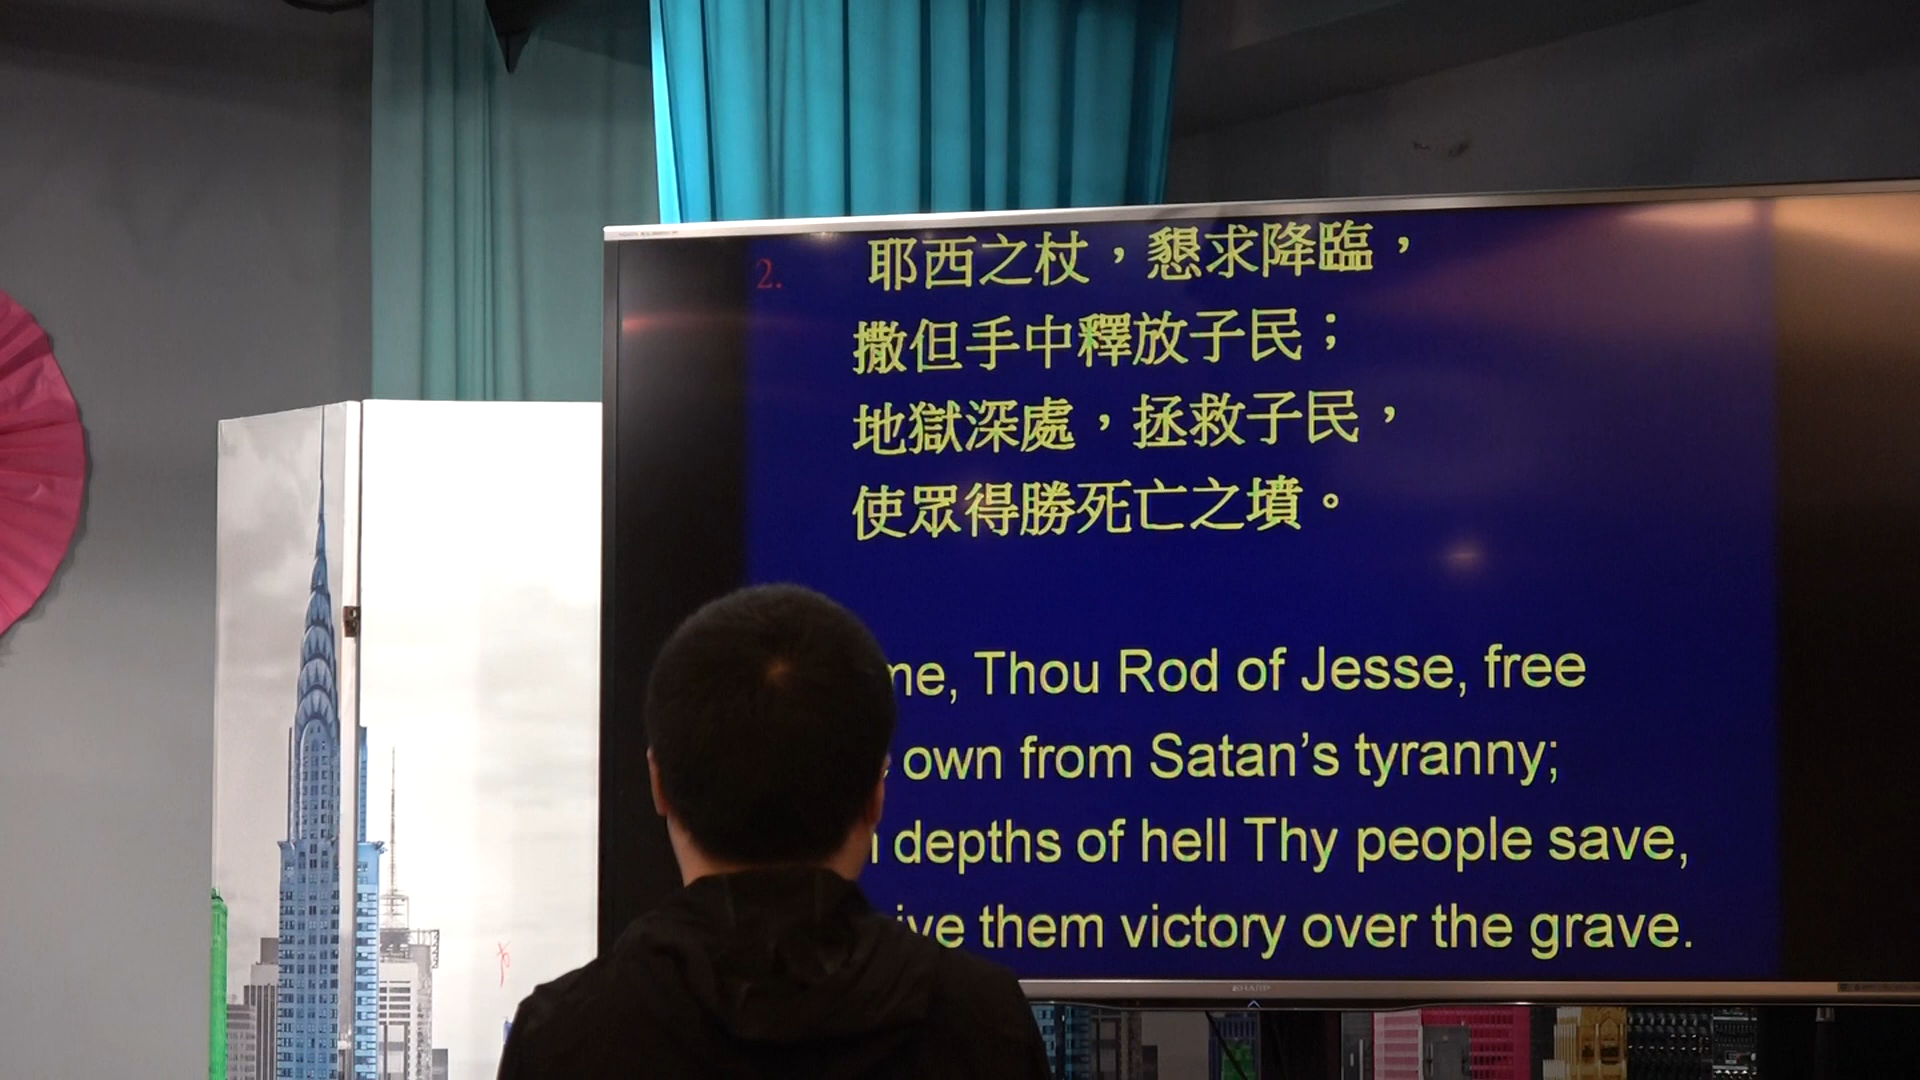 2. 耶西之杖，懇求降臨，
撒但手中釋放子民；
地獄深處，拯救子民，
使眾得勝死亡之墳。
me, Thou Rod of Jesse, free
own from Satan’s tyranny;
depths of hell Thy people save,
ive them victory over the grave.
SHARP